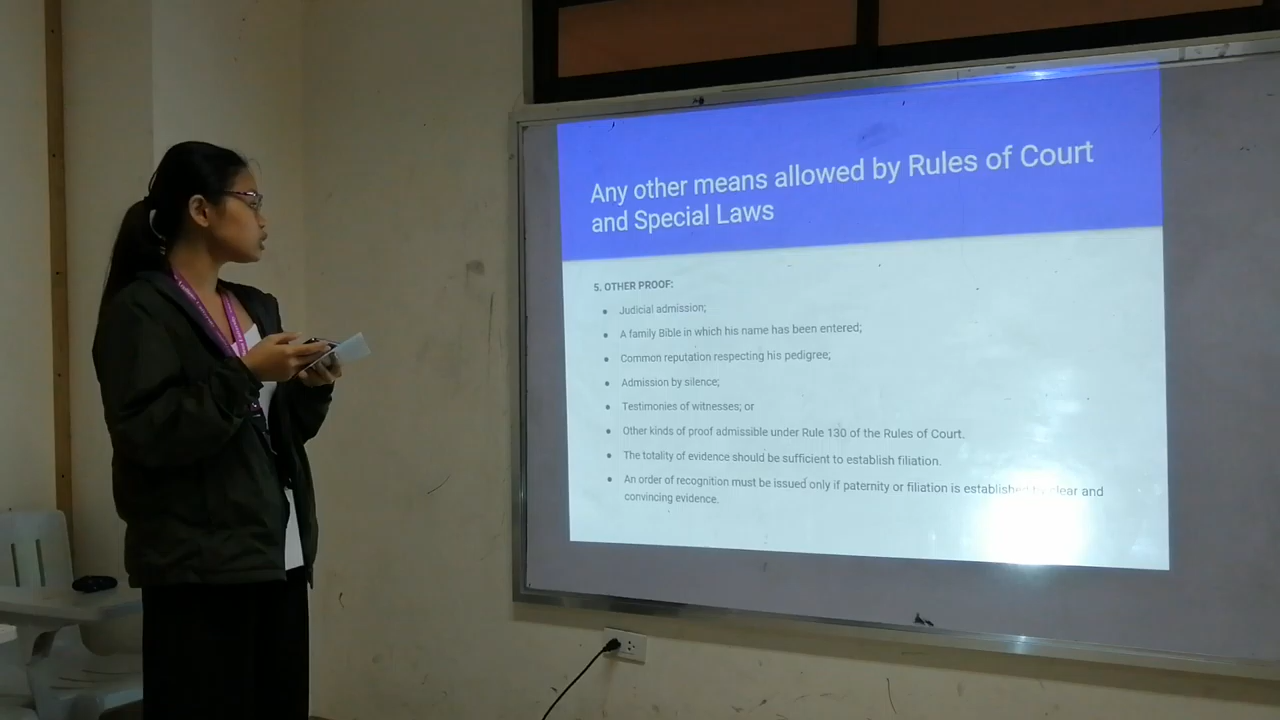 Any other means allowed by Rules of Court
and Special Laws
5. OTHER PROOF:
• Judicial admission;
• A family Bible in which his name has been entered;
• Common reputation respecting his pedigree;
• Admission by silence;
• Testimonies of witnesses; or
• Other kinds of proof admissible under Rule 130 of the Rules of Court.
• The totality of evidence should be sufficient to establish filiation.
• An order of recognition must be issued only if paternity or filiation is established by clear and
convincing evidence.